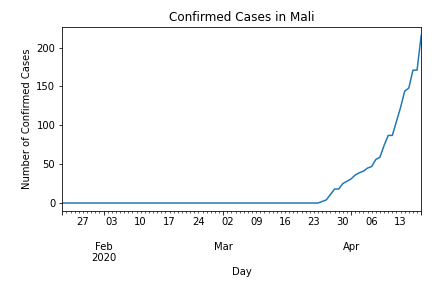 Confirmed Cases in Mali
Number of Confirmed Cases
200
150
100
50
0
27 03 10 17 24 02 09 16 23 30 06 13
Feb Mar Apr
2020
Day